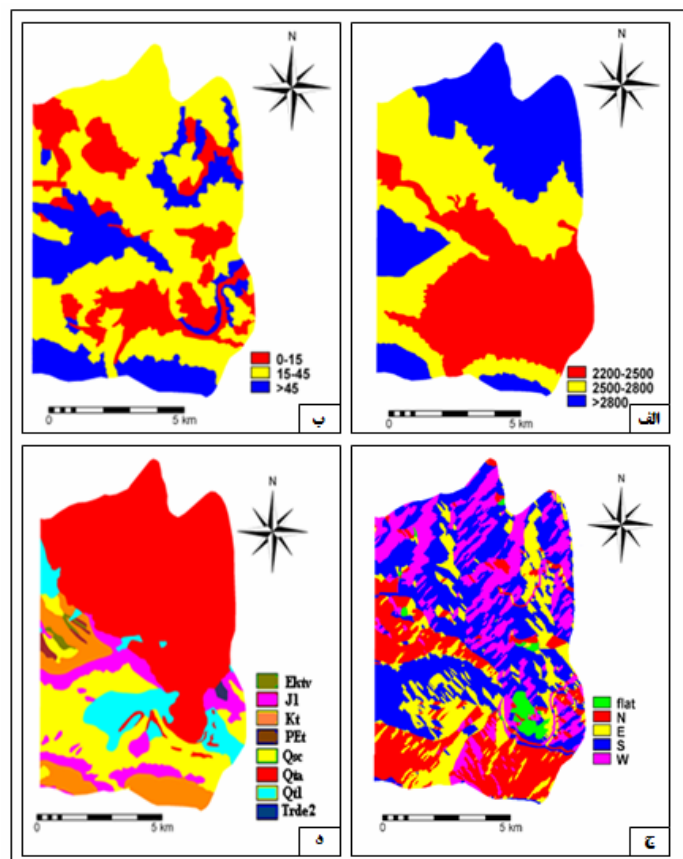 N
0-15
15-45
>45
0 5 km
ب
N
2200-2500
2500-2800
>2800
0 5 km
الف
N
Ektv
J1
Kt
PEt
Qsc
Qta
Qtl
Trde2
0 5 km
د
N
flat
N
E
S
W
0 5 km
ج